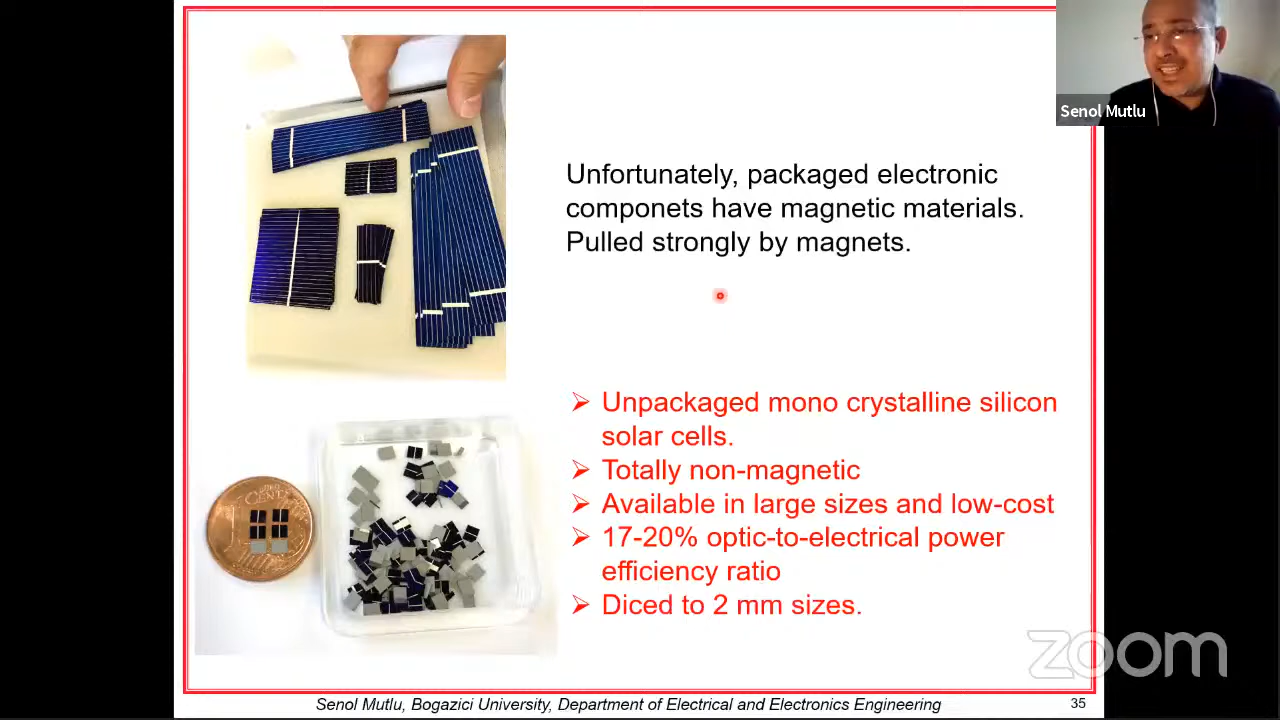 Senol Mutlu
Unfortunately, packaged electronic
componets have magnetic materials.
Pulled strongly by magnets.
➢ Unpackaged mono crystalline silicon
solar cells.
➢ Totally non-magnetic
➢ Available in large sizes and low-cost
➢ 17-20% optic-to-electrical power
efficiency ratio
➢ Diced to 2 mm sizes.
zoom
Senol Mutlu, Bogazici University, Department of Electrical and Electronics Engineering
35